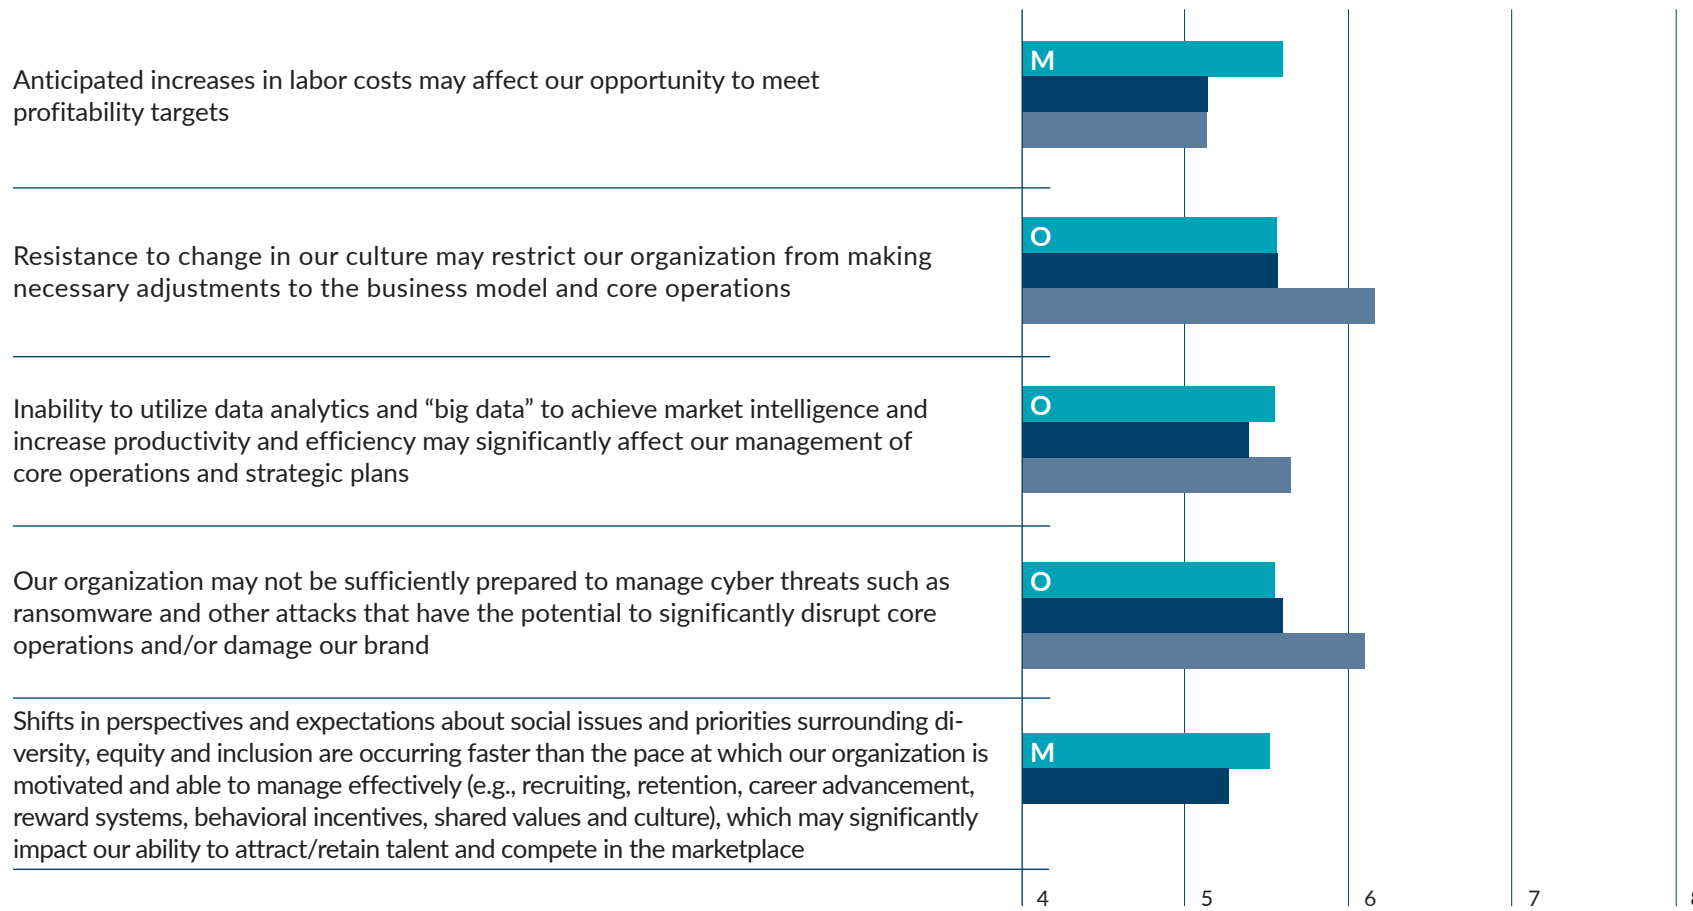 Anticipated increases in labor costs may affect our opportunity to meet
profitability targets
M
Resistance to change in our culture may restrict our organization from making
necessary adjustments to the business model and core operations
O
Inability to utilize data analytics and “big data” to achieve market intelligence and
increase productivity and efficiency may significantly affect our management of
core operations and strategic plans
O
Our organization may not be sufficiently prepared to manage cyber threats such as
ransomware and other attacks that have the potential to significantly disrupt core
operations and/or damage our brand
O
Shifts in perspectives and expectations about social issues and priorities surrounding di-
versity, equity and inclusion are occurring faster than the pace at which our organization is
motivated and able to manage effectively (e.g., recruiting, retention, career advancement,
reward systems, behavioral incentives, shared values and culture), which may significantly
impact our ability to attract/retain talent and compete in the marketplace
M
4 5 6 7 8